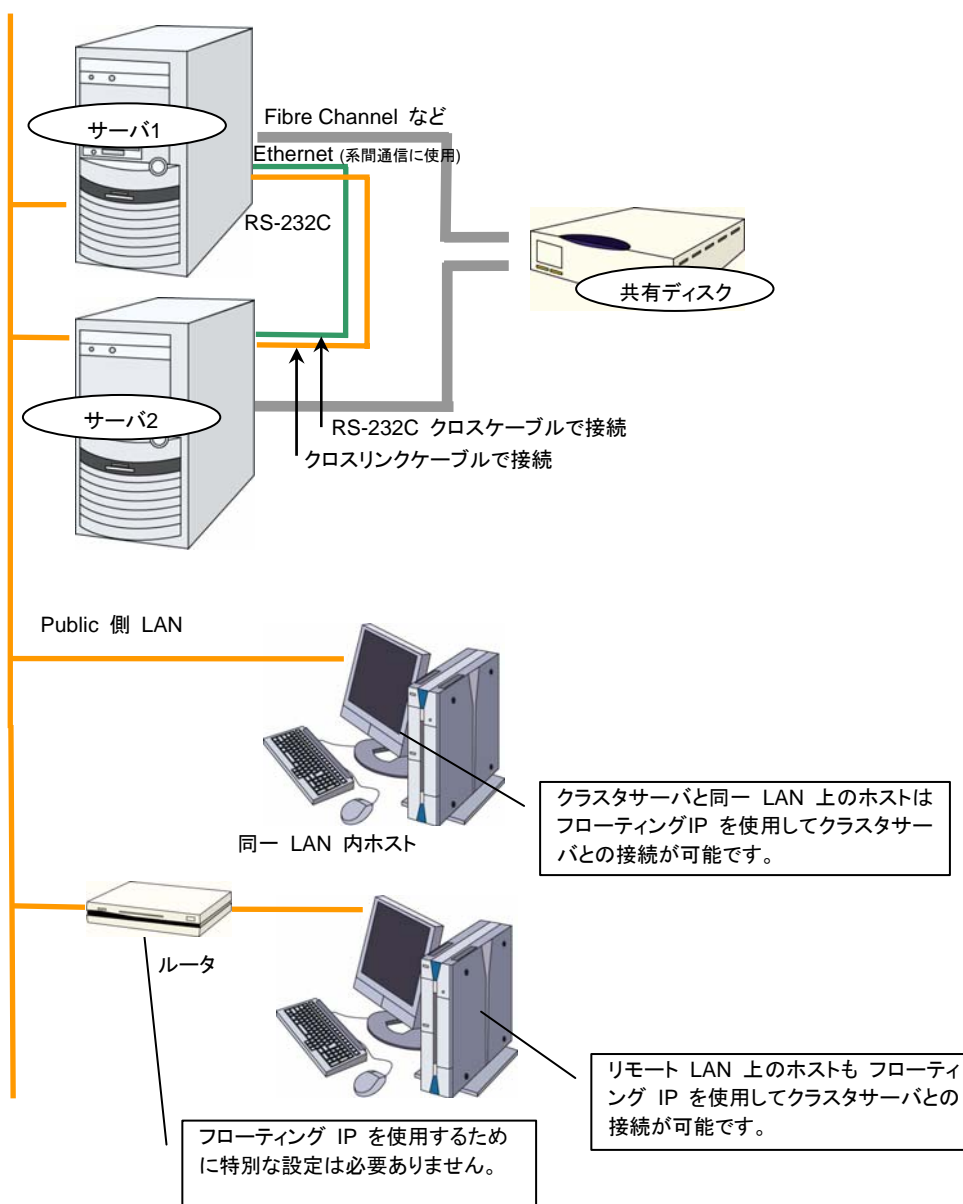 サーバ1
Fibre Channel など
Ethernet (系間通信に使用)
RS-232C
共有ディスク
サーバ2
RS-232C クロスケーブルで接続
クロスリンクケーブルで接続
Public 側 LAN
クラスタサーバと同一 LAN 上のホストは
フローティングIP を使用してクラスタサー
バとの接続が可能です。
同一 LAN 内ホスト
ルータ
リモート LAN 上のホストも フローティ
ング IP を使用してクラスタサーバとの
接続が可能です。
フローティング IP を使用するため
に特別な設定は必要ありません。